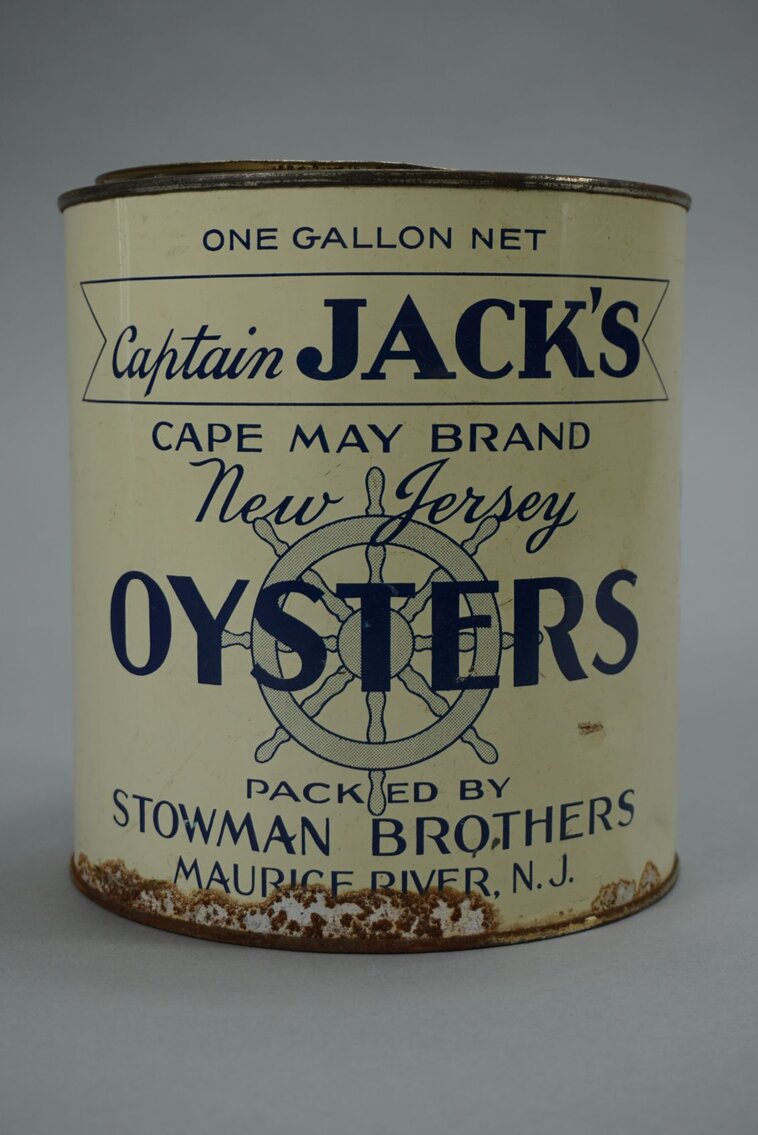 ONE GALLON NET
Captain JACK'S
CAPE MAY BRAND
New Jersey
OYSTERS
PACKED BY
STOWMAN BROTHERS
MAURICE RIVER, N.J.